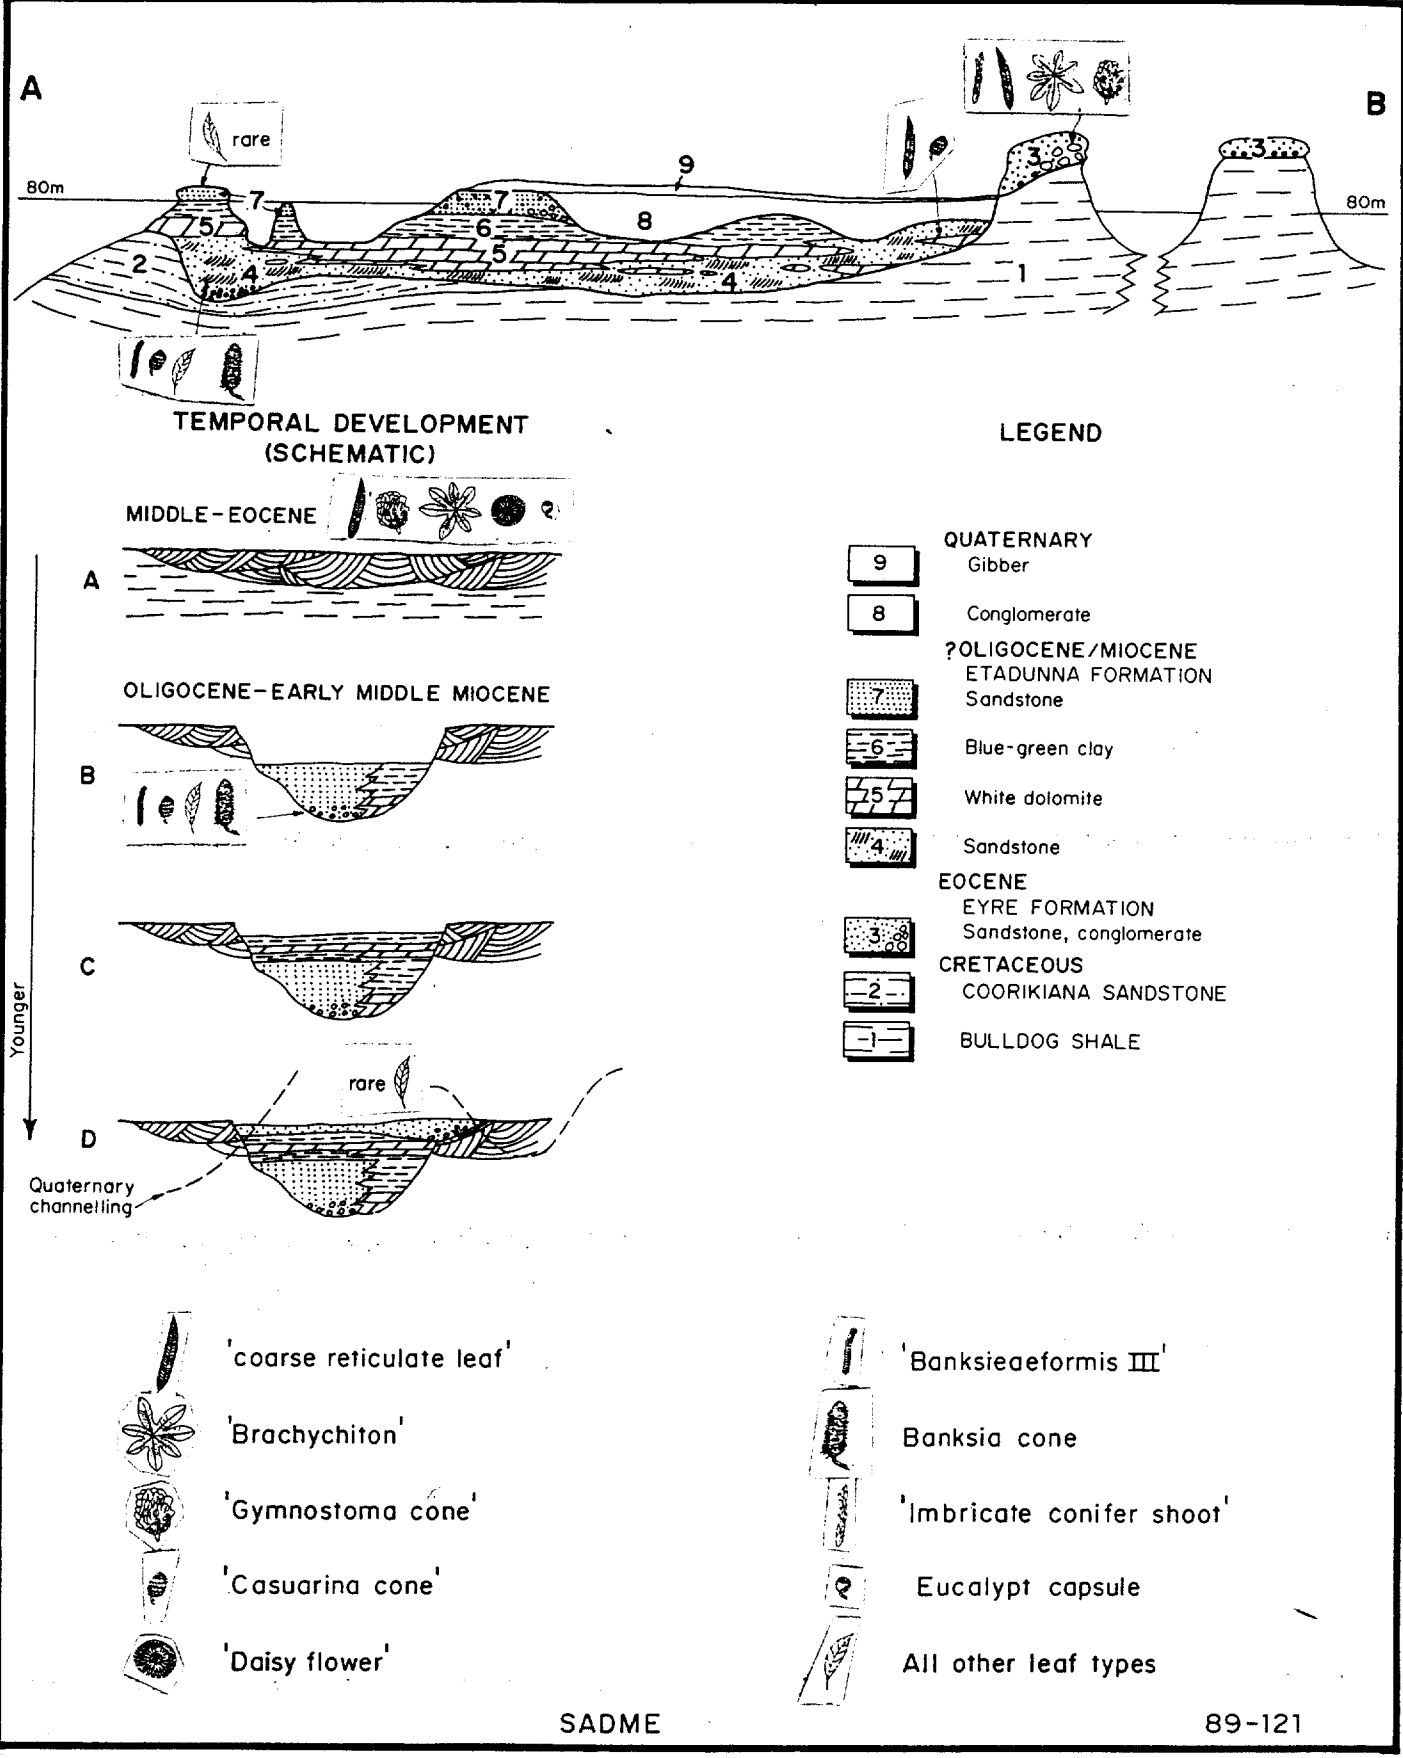 A
B
rare
80m
80m
9
3
3
7
7
8
6
5
5
2
4
4
1
TEMPORAL DEVELOPMENT
(SCHEMATIC)
MIDDLE-EOCENE
A
OLIGOCENE-EARLY MIDDLE MIOCENE
B
C
rare
D
Younger
Quaternary
channelling
LEGEND
QUATERNARY
9 Gibber
8 Conglomerate
?OLIGOCENE/MIOCENE
ETADUNNA FORMATION
7 Sandstone
6 Blue-green clay
5 White dolomite
4 Sandstone
EOCENE
EYRE FORMATION
3 Sandstone, conglomerate
CRETACEOUS
2 COORIKIANA SANDSTONE
1 BULLDOG SHALE
'coarse reticulate leaf'
'Brachychiton'
'Gymnostoma cone'
'Casuarina cone'
'Daisy flower'
'Banksieaeformis III'
Banksia cone
'Imbricate conifer shoot'
Eucalypt capsule
All other leaf types
SADME
89-121